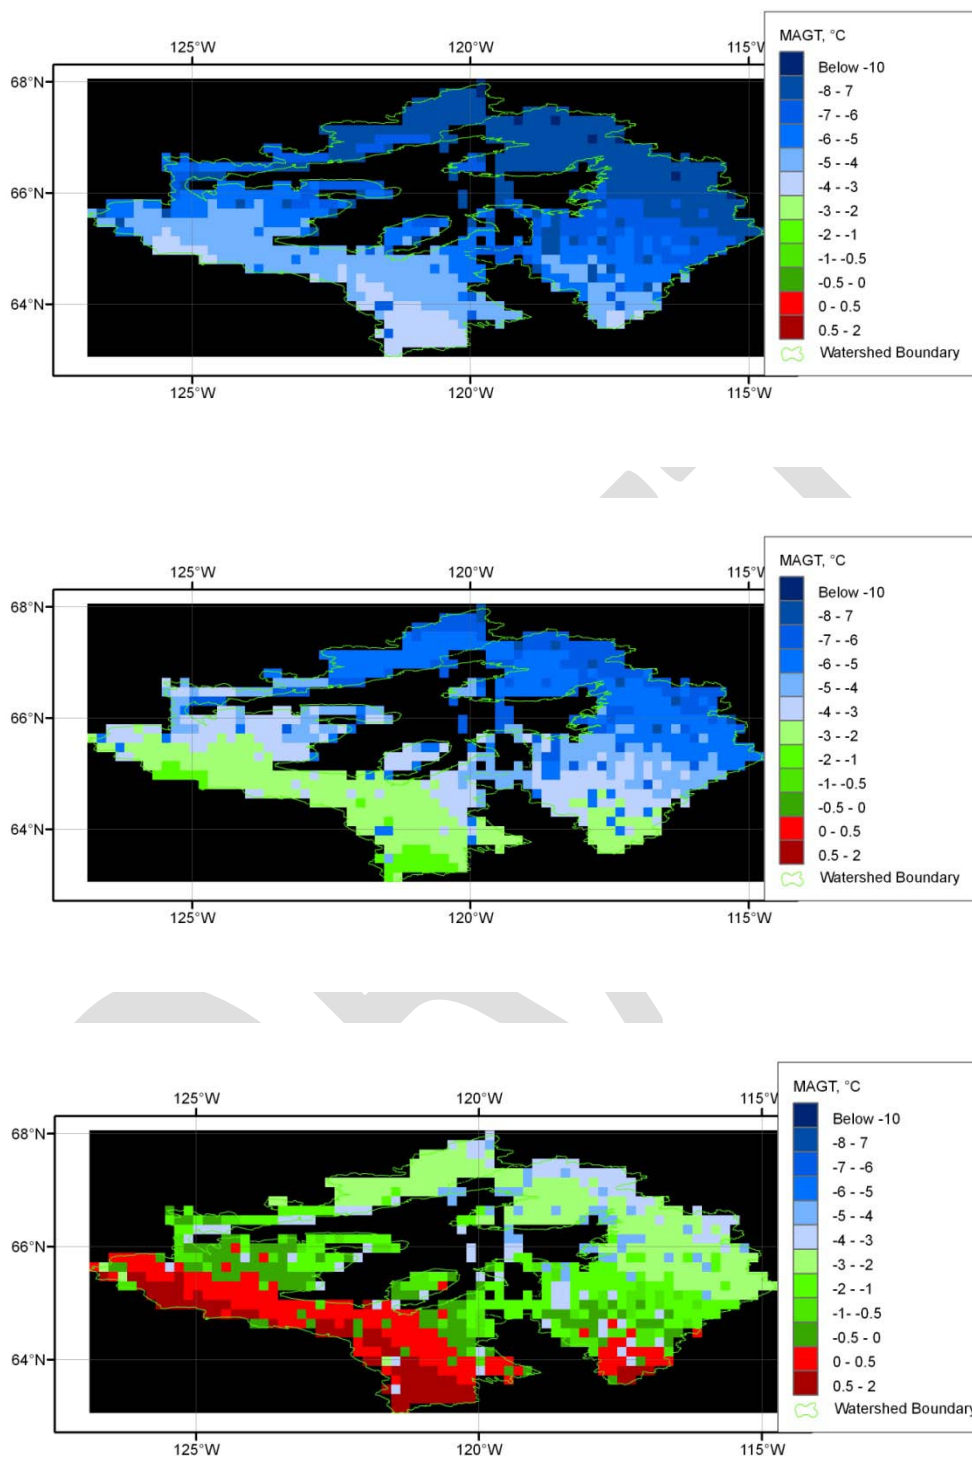 125°W 120°W 115°W
MAGT, °C
68°N
Below -10
-8 - 7
-7 - -6
-6 - -5
-5 - -4
66°N
-4 - -3
-3 - -2
-2 - -1
-1- -0.5
-0.5 - 0
64°N
0 - 0.5
0.5 - 2
Watershed Boundary
125°W 120°W 115°W
125°W 120°W 115°W
MAGT, °C
68°N
Below -10
-8 - 7
-7 - -6
-6 - -5
-5 - -4
66°N
-4 - -3
-3 - -2
-2 - -1
-1- -0.5
-0.5 - 0
64°N
0 - 0.5
0.5 - 2
Watershed Boundary
125°W 120°W 115°W
125°W 120°W 115°W
MAGT, °C
68°N
Below -10
-8 - 7
-7 - -6
-6 - -5
-5 - -4
66°N
-4 - -3
-3 - -2
-2 - -1
-1- -0.5
-0.5 - 0
64°N
0 - 0.5
0.5 - 2
Watershed Boundary
125°W 120°W 115°W